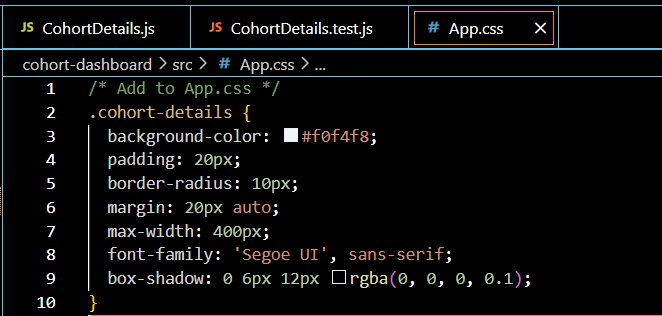 JS CohortDetails.js JS CohortDetails.test.js # App.css ×
cohort-dashboard > src > # App.css > ...
1 /* Add to App.css */
2 .cohort-details {
3 background-color: #f0f4f8;
4 padding: 20px;
5 border-radius: 10px;
6 margin: 20px auto;
7 max-width: 400px;
8 font-family: 'Segoe UI', sans-serif;
9 box-shadow: 0 6px 12px rgba(0, 0, 0, 0.1);
10 }